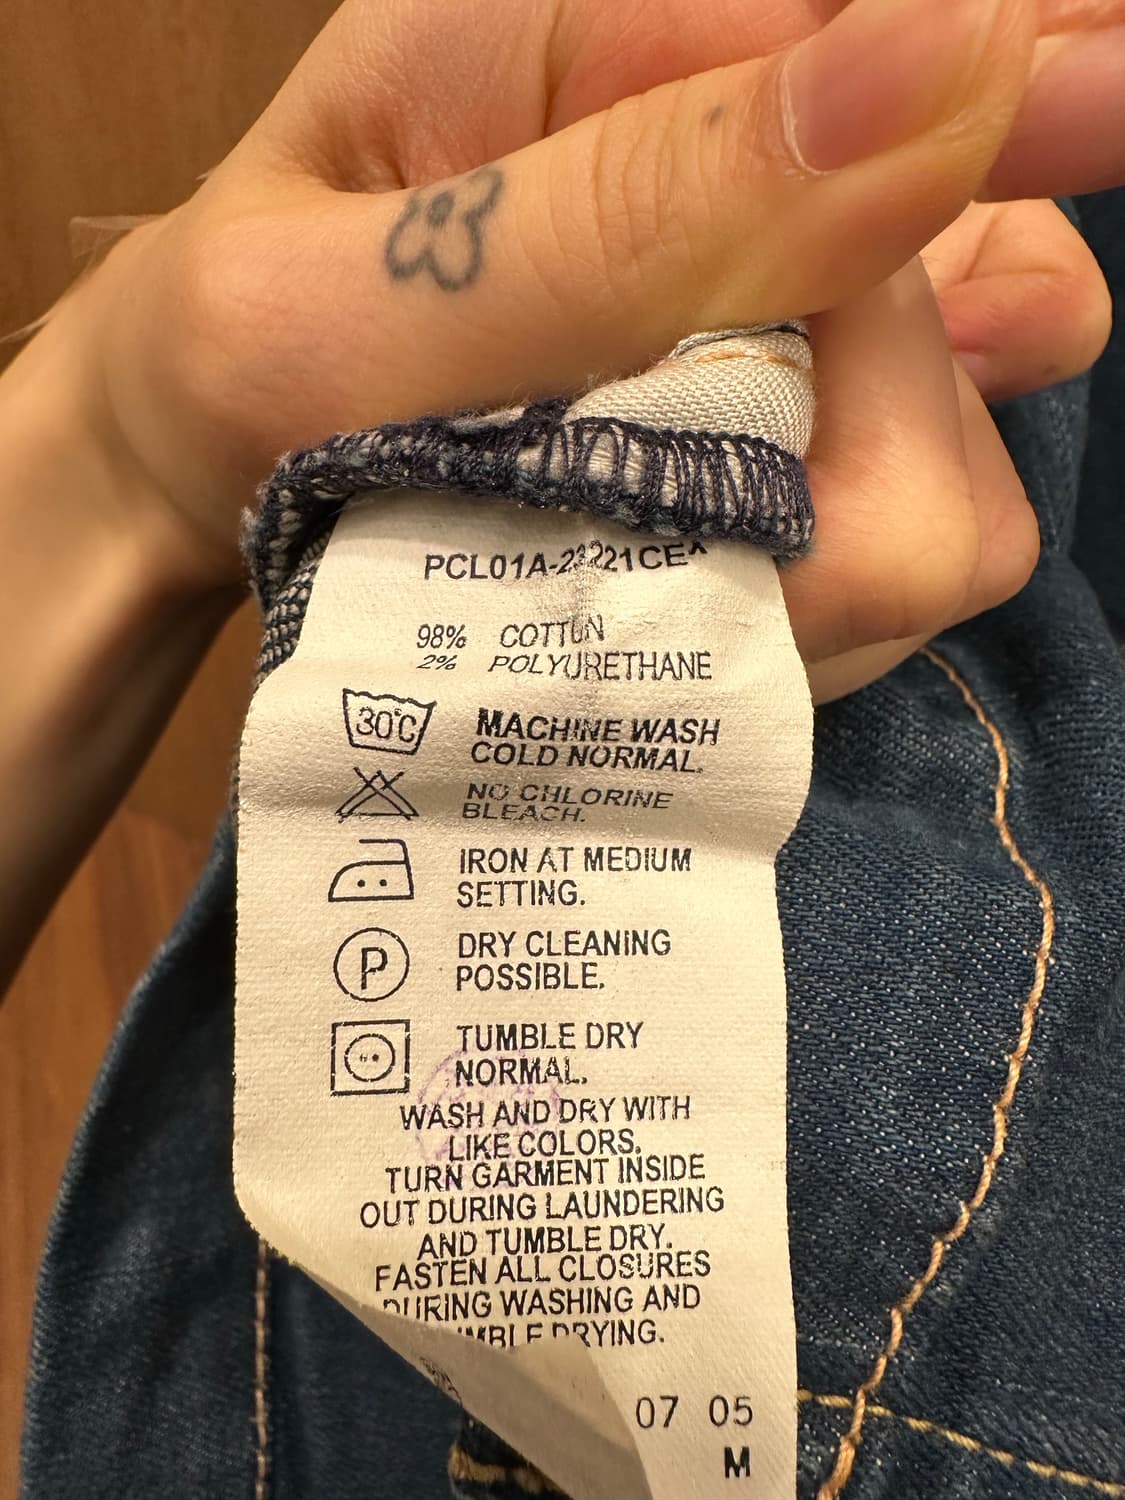 98% COTTON
2% POLYURETHANE
30°C MACHINE WASH
COLD NORMAL.
NO CHLORINE
BLEACH.
IRON AT MEDIUM
SETTING.
P DRY CLEANING
POSSIBLE.
TUMBLE DRY
NORMAL.
WASH AND DRY WITH
LIKE COLORS.
TURN GARMENT INSIDE
OUT DURING LAUNDERING
AND TUMBLE DRY.
FASTEN ALL CLOSURES
DURING WASHING AND
DRYING.
07 05
M